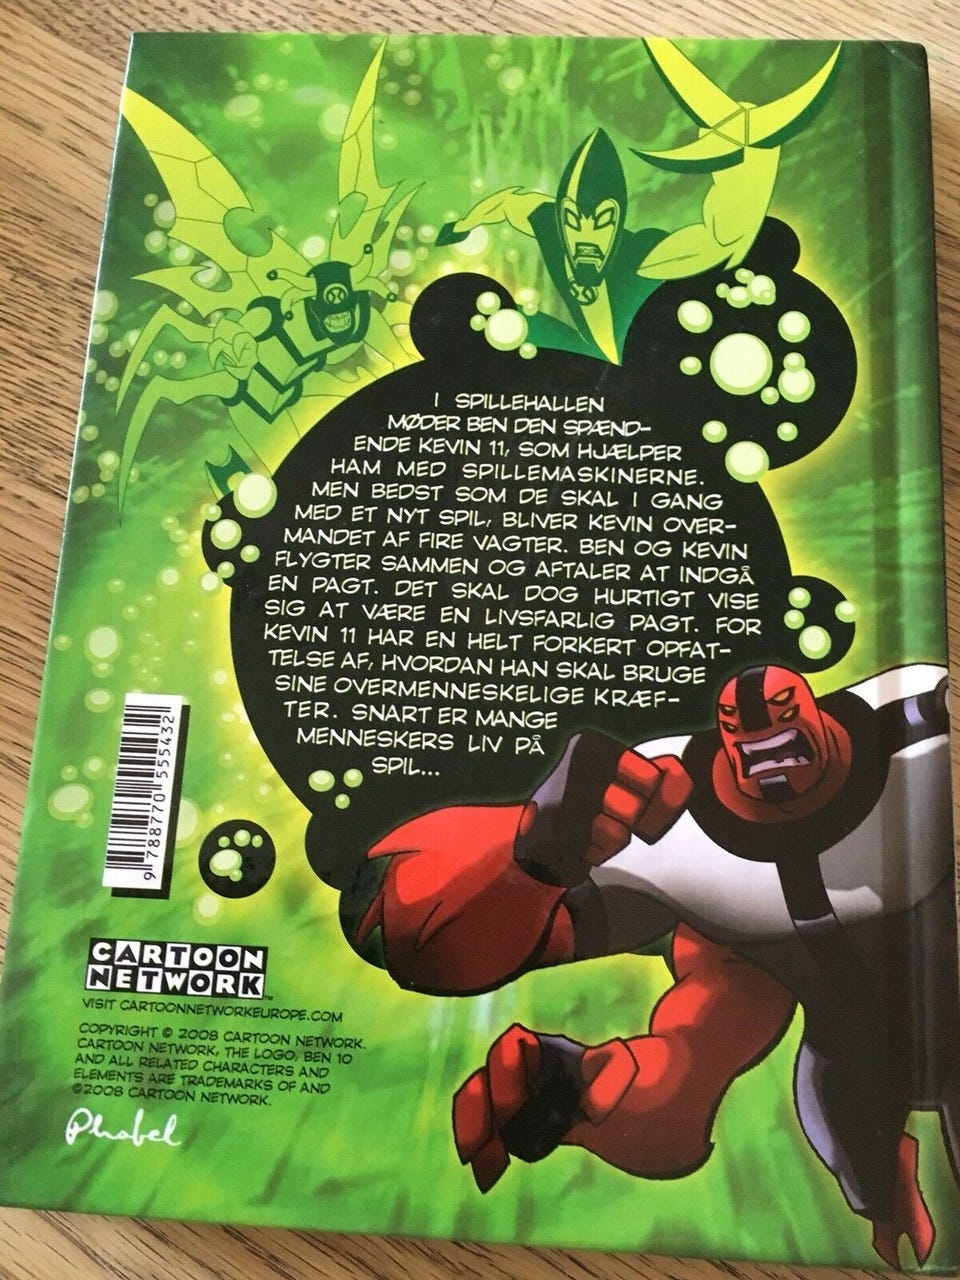 I SPILLEHALLEN
MØDER BEN DEN SPÆND-
ENDE KEVIN 11, SOM HJÆLPER
HAM MED SPILLEMASKINERNE.
MEN BEDST SOM DE SKAL I GANG
MED ET NYT SPIL, BLIVER KEVIN OVER-
MANDET AF FIRE VAGTER. BEN OG KEVIN
FLYGTER SAMMEN OG AFTALER AT INDGÅ
EN PAGT. DET SKAL DOG HURTIGT VISE
SIG AT VÆRE EN LIVSFARLIG PAGT. FOR
KEVIN 11 HAR EN HELT FORKERT OPFAT-
TELSE AF, HVORDAN HAN SKAL BRUGE
SINE OVERMENNESKELIGE KRÆF-
TER. SNART ER MANGE
MENNESKERS LIV PÅ
SPIL...
9 788770 555432
CARTOON
NETWORK™
VISIT CARTOONNETWORKEUROPE.COM
COPYRIGHT © 2008 CARTOON NETWORK.
CARTOON NETWORK, THE LOGO, BEN 10
AND ALL RELATED CHARACTERS AND
ELEMENTS ARE TRADEMARKS OF AND
©2008 CARTOON NETWORK.
Phabel